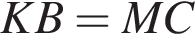 KB = MC